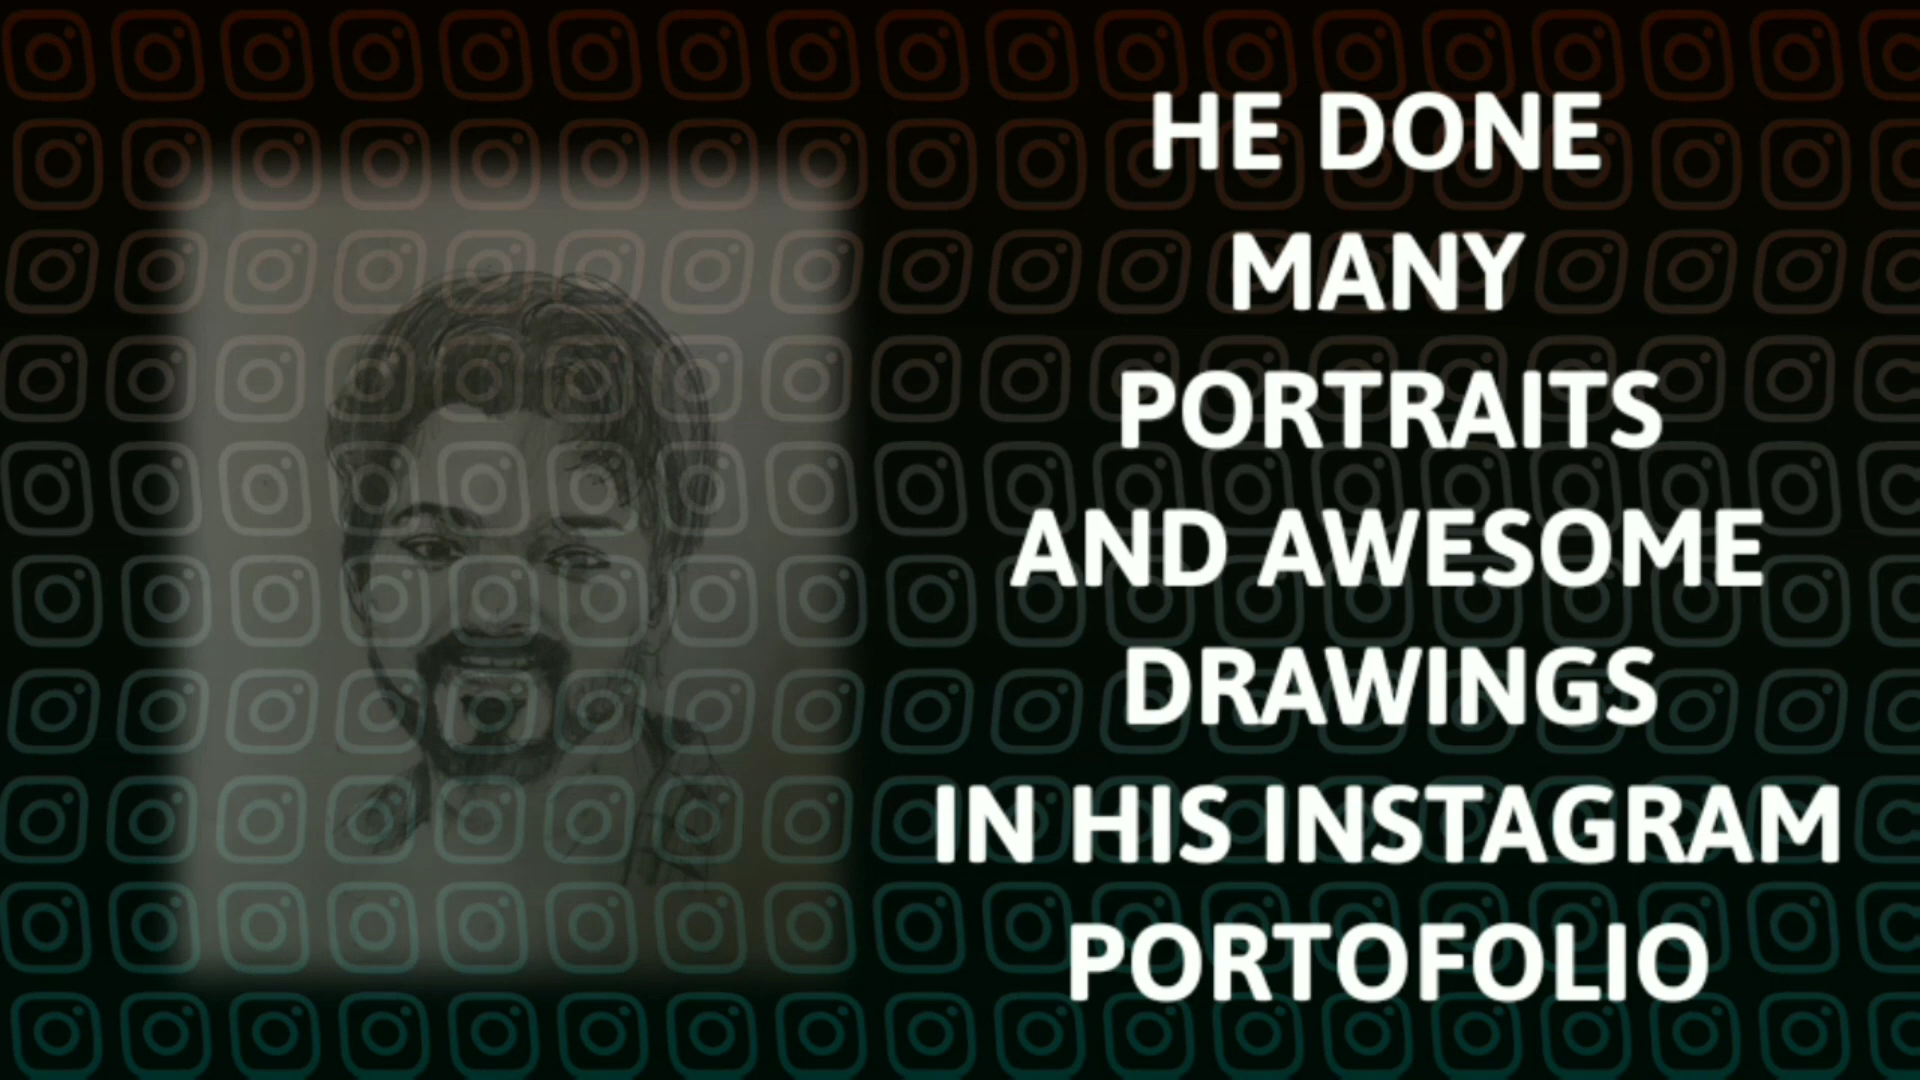 HE DONE
MANY
PORTRAITS
AND AWESOME
DRAWINGS
IN HIS INSTAGRAM
PORTOFOLIO